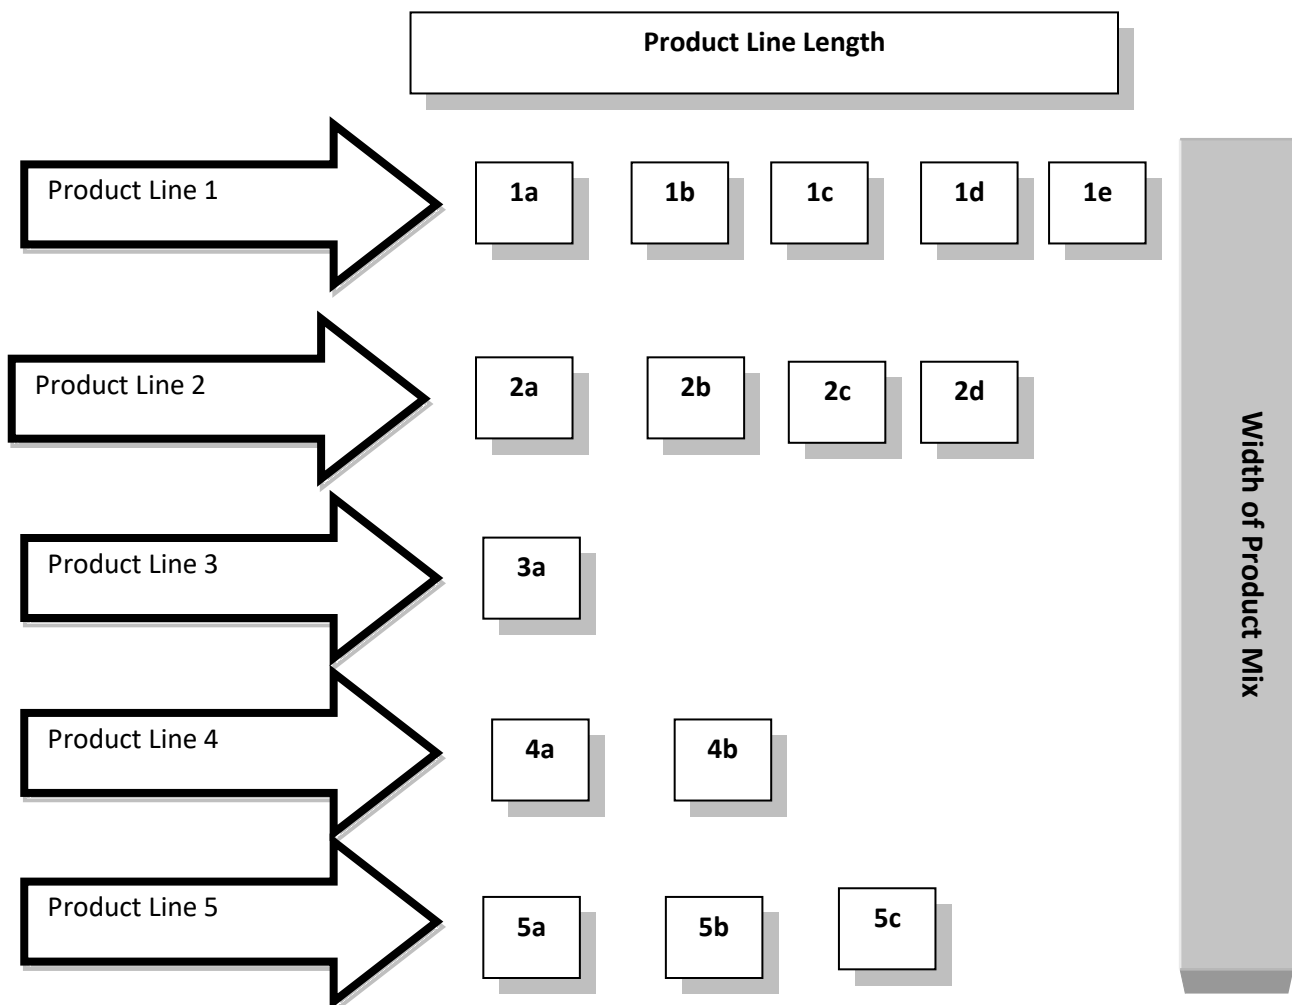 Product Line Length
Product Line 1
1a
1b
1c
1d
1e
Product Line 2
2a
2b
2c
2d
Product Line 3
3a
Product Line 4
4a
4b
Product Line 5
5a
5b
5c
Width of Product Mix